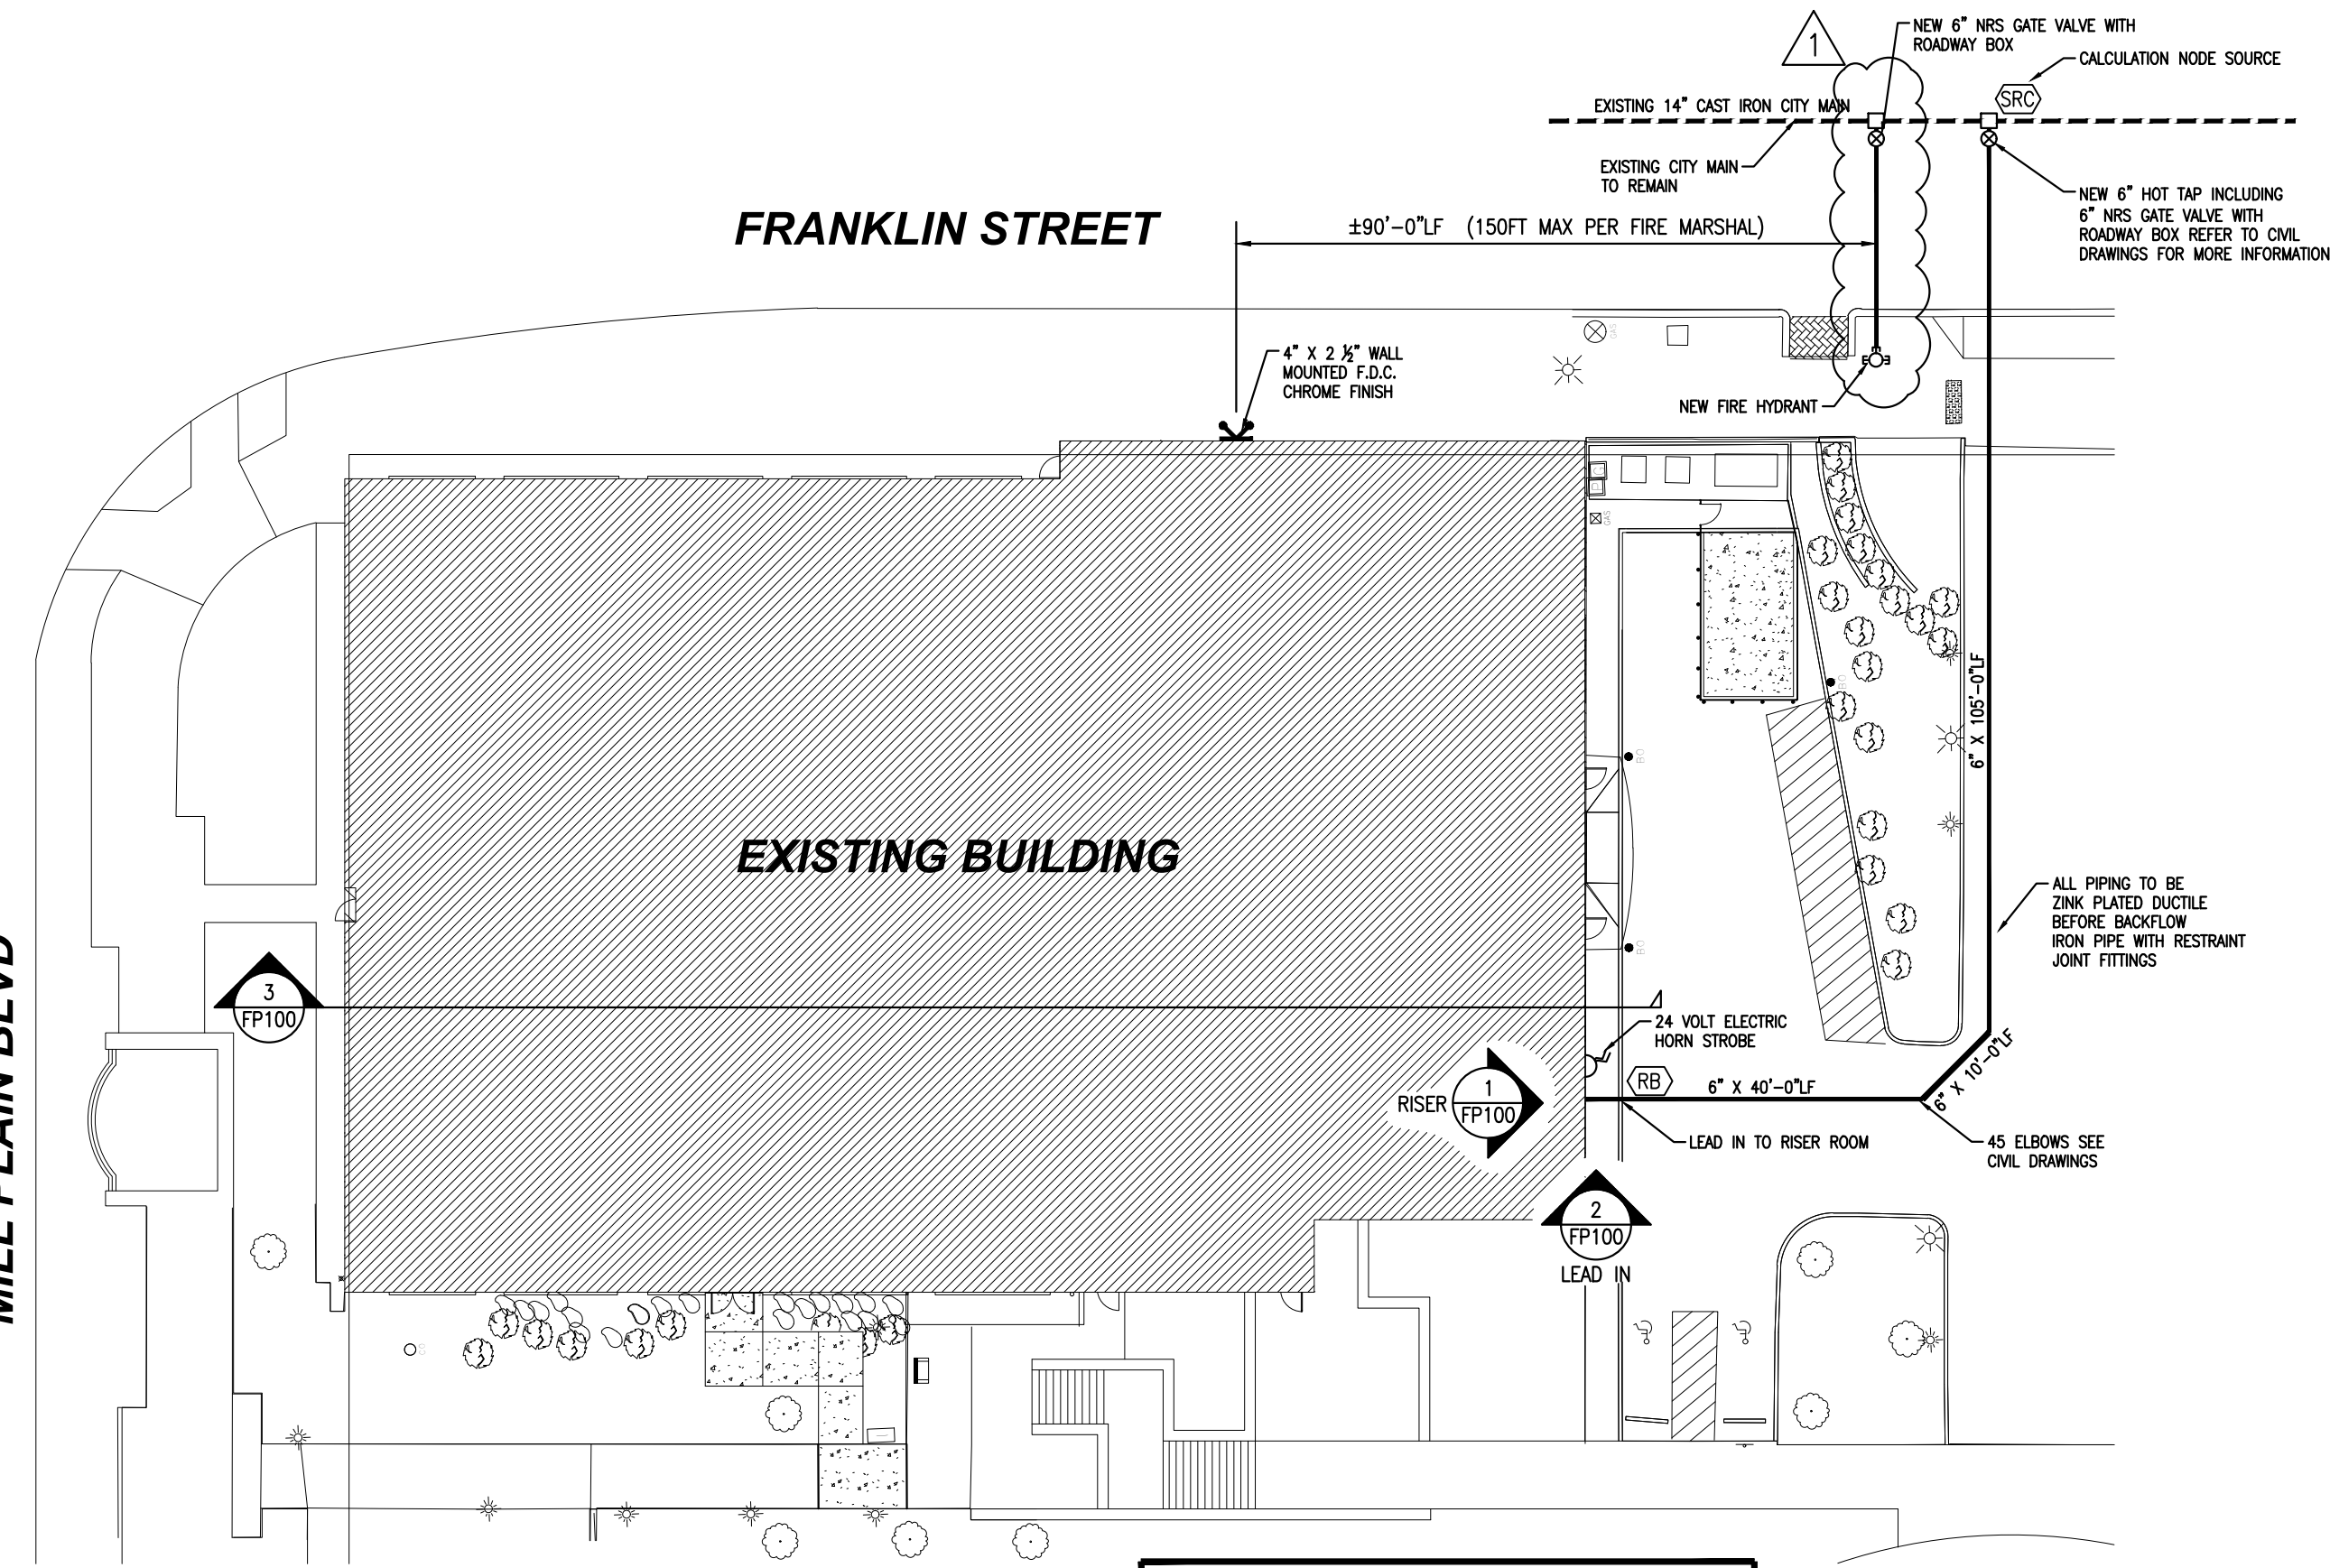 1
NEW 6" NRS GATE VALVE WITH
ROADWAY BOX
CALCULATION NODE SOURCE
SRC
EXISTING 14" CAST IRON CITY MAIN
EXISTING CITY MAIN
TO REMAIN
NEW 6" HOT TAP INCLUDING
6" NRS GATE VALVE WITH
ROADWAY BOX REFER TO CIVIL
DRAWINGS FOR MORE INFORMATION
FRANKLIN STREET
±90'-0"LF (150FT MAX PER FIRE MARSHAL)
GAS
4" X 2 ½" WALL
MOUNTED F.D.C.
CHROME FINISH
NEW FIRE HYDRANT
GAS
BO
6" X 105'-0"LF
BO
EXISTING BUILDING
ALL PIPING TO BE
ZINK PLATED DUCTILE
BEFORE BACKFLOW
IRON PIPE WITH RESTRAINT
JOINT FITTINGS
BO
MILL PLAIN BLVD
3
FP100
24 VOLT ELECTRIC
HORN STROBE
RISER
1
FP100
RB
6" X 40'-0"LF
6" X 10'-0"LF
LEAD IN TO RISER ROOM
45 ELBOWS SEE
CIVIL DRAWINGS
2
FP100
LEAD IN
CO